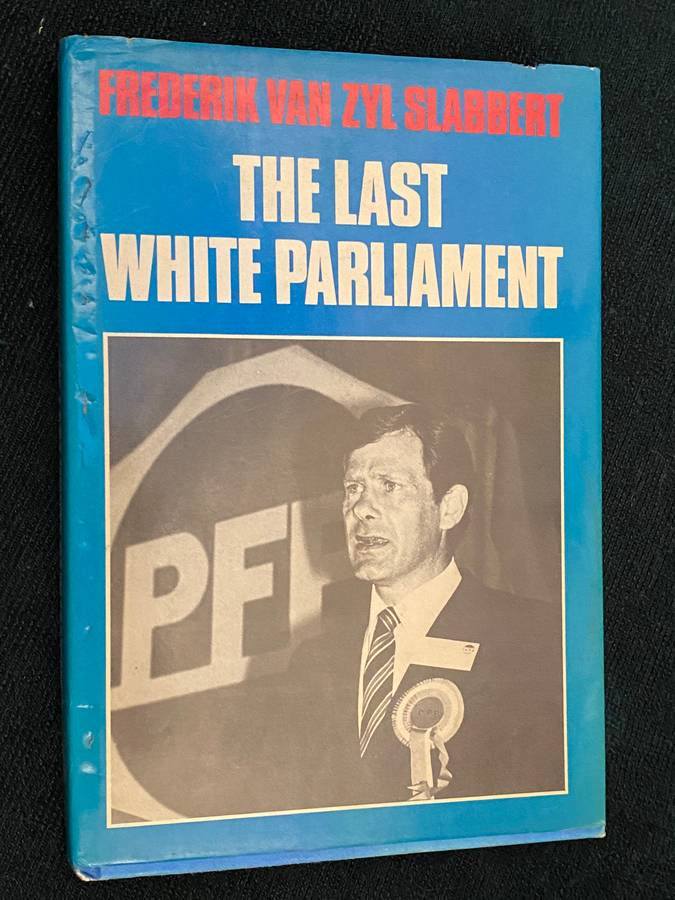 FREDERIK VAN ZYL SLABBERT
THE LAST
WHITE PARLIAMENT
PF